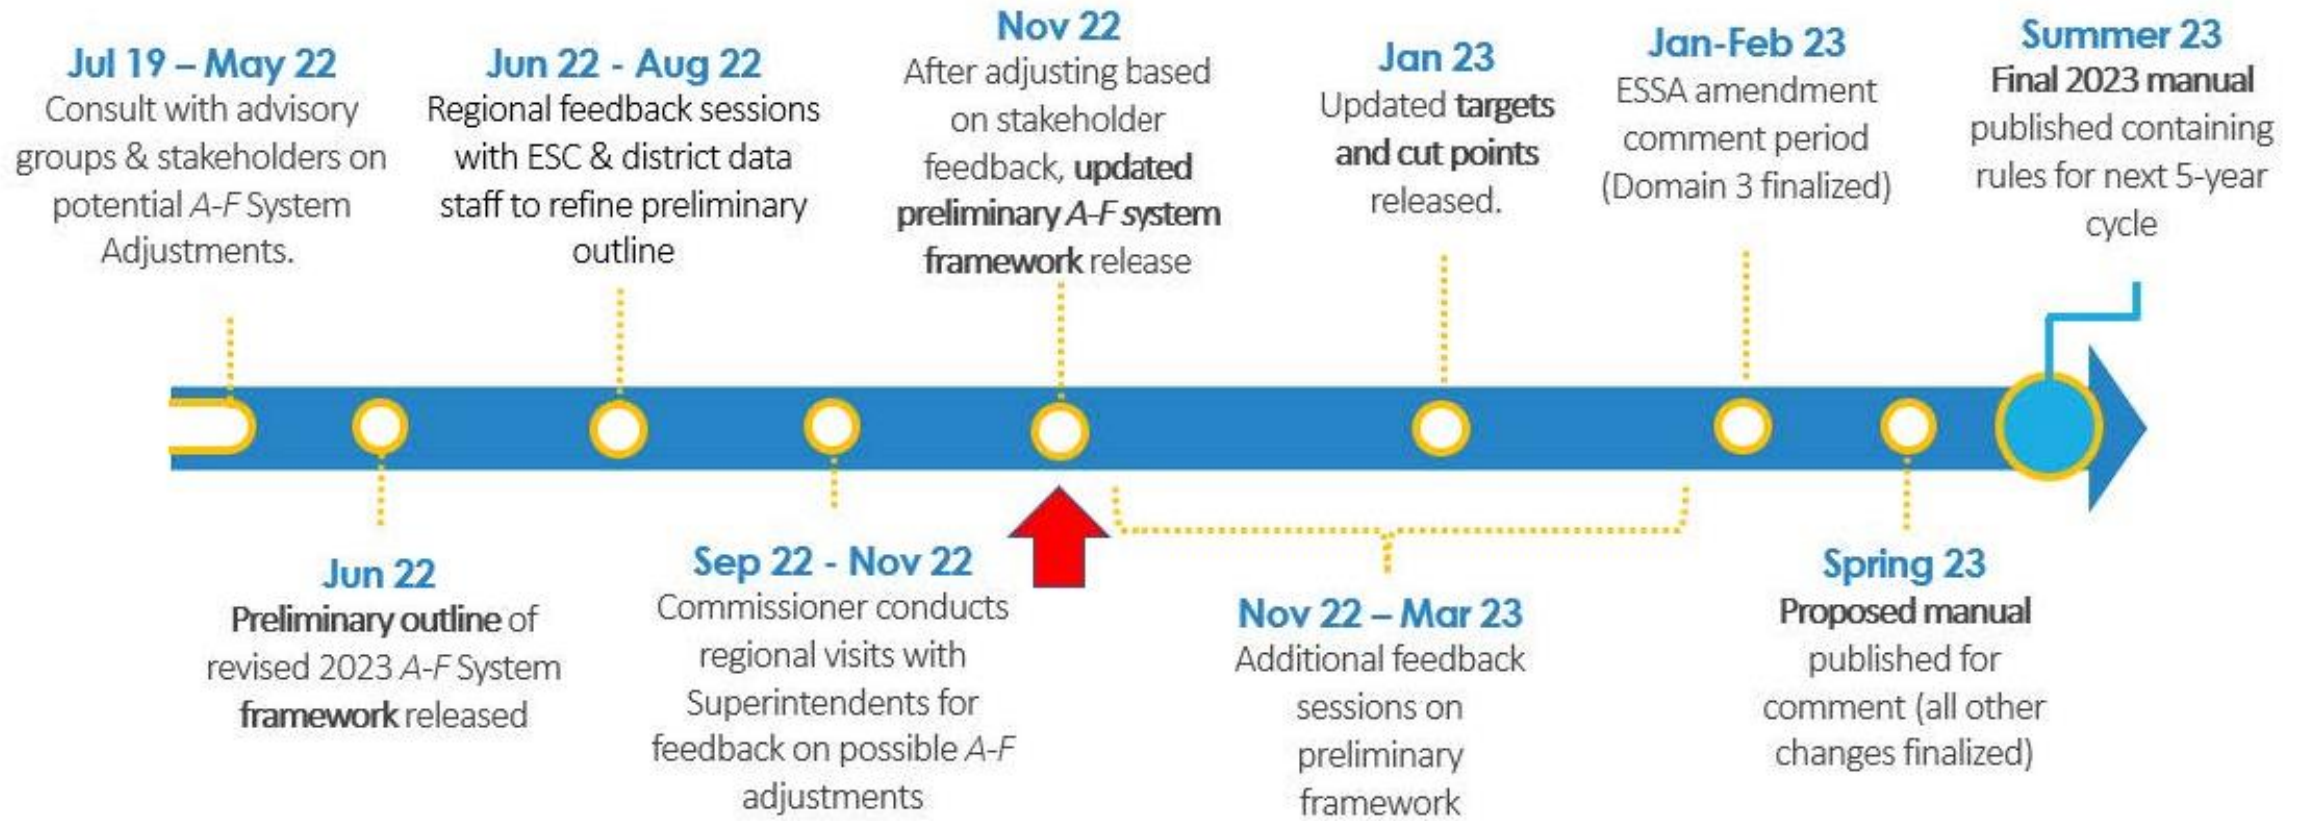 Jul 19 – May 22
Consult with advisory
groups & stakeholders on
potential A-F System
Adjustments.
Jun 22
Preliminary outline of
revised 2023 A-F System
framework released
Jun 22 - Aug 22
Regional feedback sessions
with ESC & district data
staff to refine preliminary
outline
Sep 22 - Nov 22
Commissioner conducts
regional visits with
Superintendents for
feedback on possible A-F
adjustments
Nov 22
After adjusting based
on stakeholder
feedback, updated
preliminary A-F system
framework release
Nov 22 – Mar 23
Additional feedback
sessions on
preliminary
framework
Jan 23
Updated targets
and cut points
released.
Jan-Feb 23
ESSA amendment
comment period
(Domain 3 finalized)
Spring 23
Proposed manual
published for
comment (all other
changes finalized)
Summer 23
Final 2023 manual
published containing
rules for next 5-year
cycle